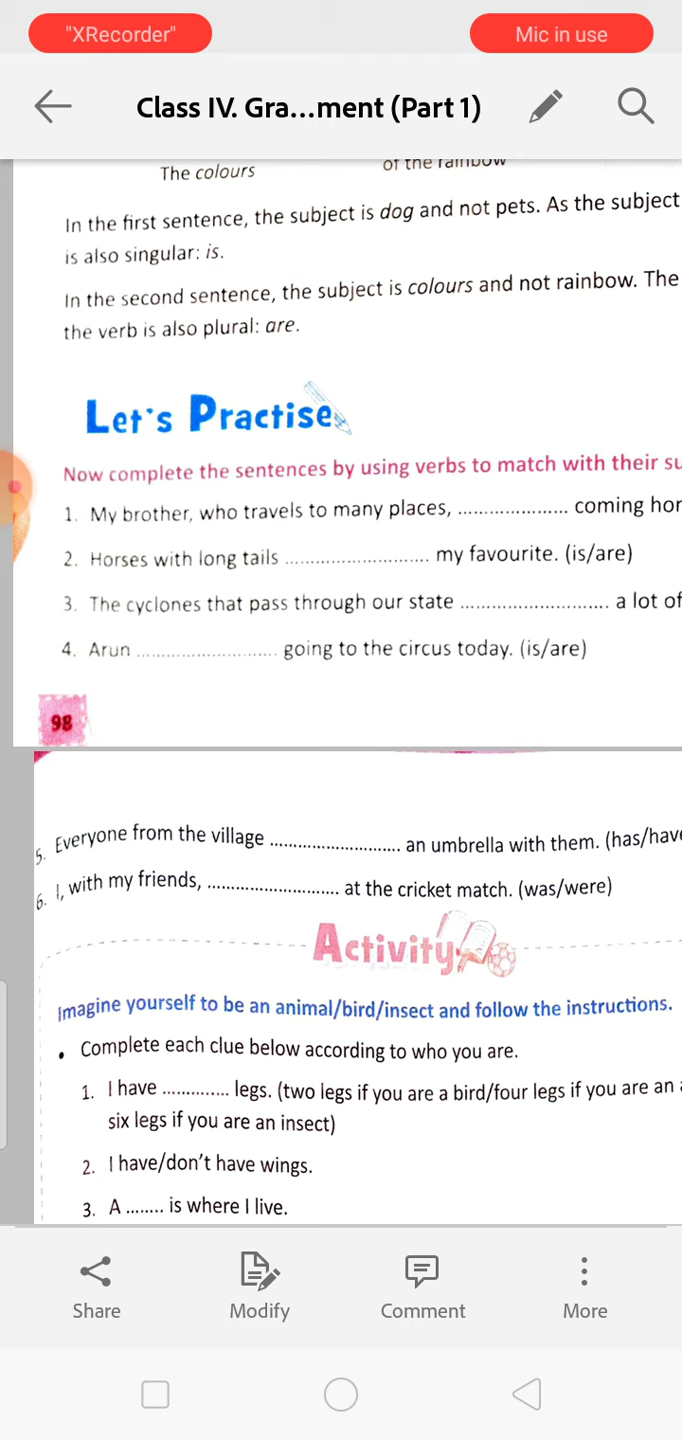 "XRecorder"
Mic in use
Class IV. Gra...ment (Part 1)
The colours
of the rainbow
In the first sentence, the subject is dog and not pets. As the subject
is also singular: is.
In the second sentence, the subject is colours and not rainbow. The
the verb is also plural: are.
Let's Practise
Now complete the sentences by using verbs to match with their su
1. My brother, who travels to many places, .................... coming hor
2. Horses with long tails .......................... my favourite. (is/are)
3. The cyclones that pass through our state ........................... a lot of
4. Arun .......................... going to the circus today. (is/are)
98
5. Everyone from the village .......................... an umbrella with them. (has/have
6. I, with my friends, .......................... at the cricket match. (was/were)
Activity
Imagine yourself to be an animal/bird/insect and follow the instructions.
• Complete each clue below according to who you are.
1. I have .............. legs. (two legs if you are a bird/four legs if you are an
six legs if you are an insect)
2. I have/don't have wings.
3. A ........ is where I live.
Share
Modify
Comment
More